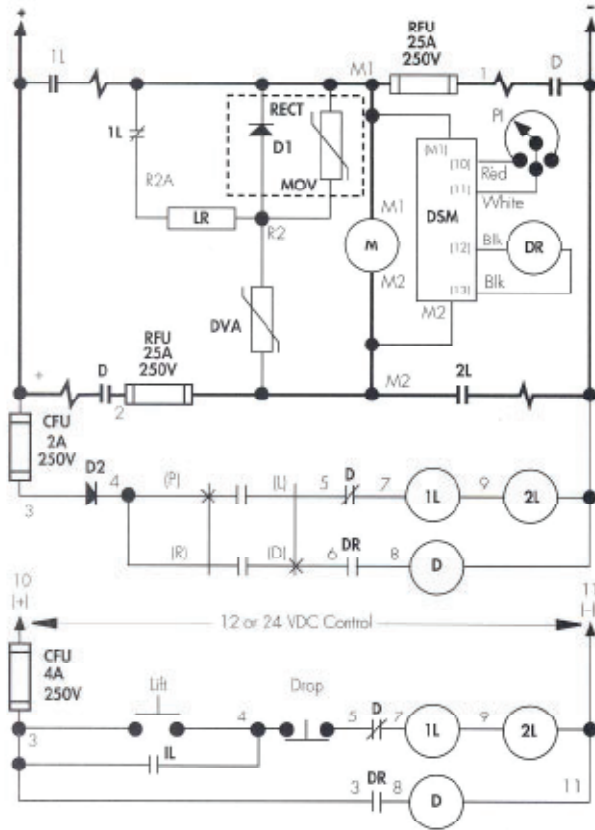 +
-
1L
M1
RFU
25A
250V
1
D
RECT
D1
MOV
1L
R2A
LR
R2
PI
(M1)
(10)
Red
(11)
White
DSM
M1
M
M2
(12)
Blk
DR
(13)
Blk
M2
DVA
RFU
25A
250V
+
D
2
M2
2L
CFU
2A
250V
3
D2
4
(P)
(L)
5
D
7
1L
9
2L
(R)
(D)
6
DR
8
D
10
(+)
12 or 24 VDC Control
11
(-)
CFU
4A
250V
Lift
Drop
3
4
5
D
7
1L
9
2L
IL
3
DR
8
D
11